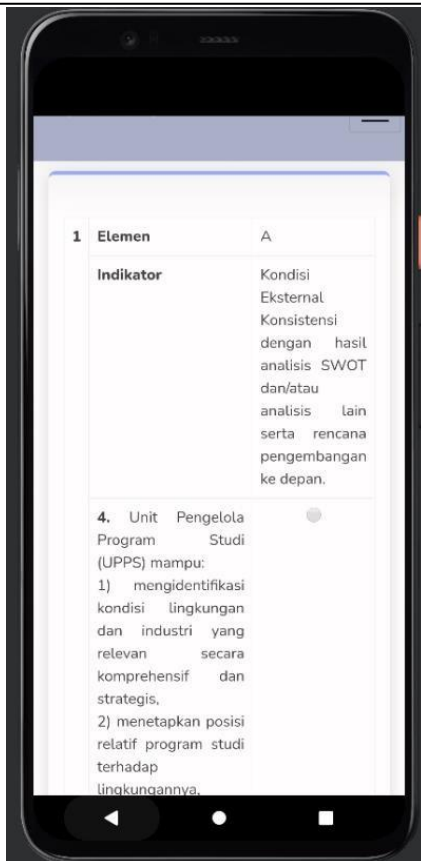 1 Elemen A
Indikator Kondisi
Eksternal
Konsistensi
dengan hasil
analisis SWOT
dan/atau
analisis lain
serta rencana
pengembangan
ke depan.
4. Unit Pengelola
Program Studi
(UPPS) mampu:
1) mengidentifikasi
kondisi lingkungan
dan industri yang
relevan secara
komprehensif dan
strategis,
2) menetapkan posisi
relatif program studi
terhadap
lingkungannya,